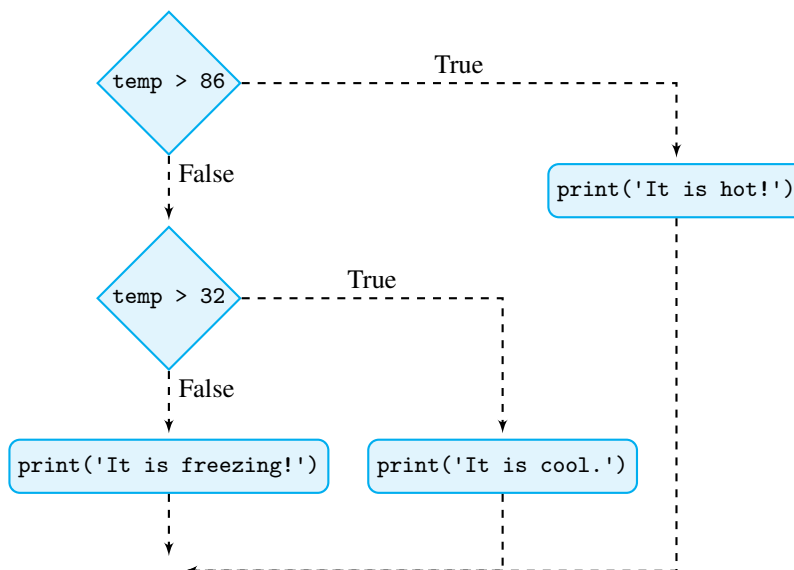 temp > 86
True
False
print('It is hot!')
temp > 32
True
False
print('It is freezing!')
print('It is cool.')